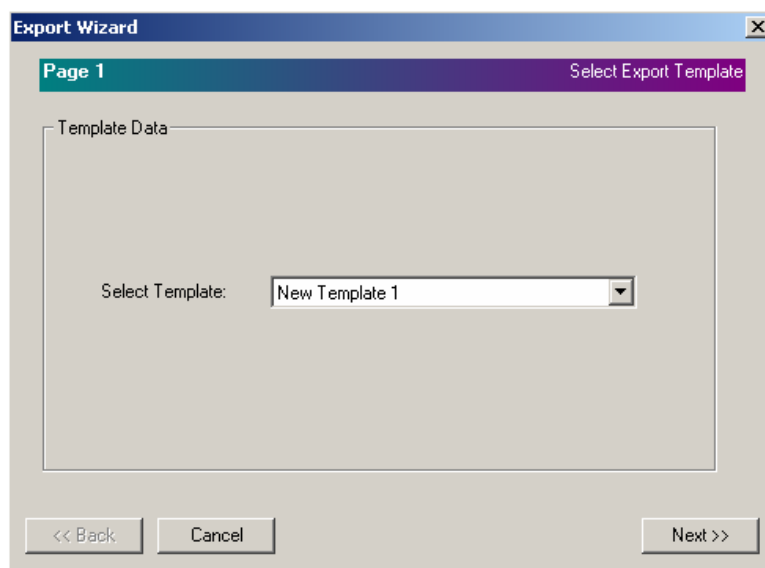 Export Wizard
Page 1 Select Export Template
Template Data
Select Template: New Template 1
<< Back Cancel Next >>